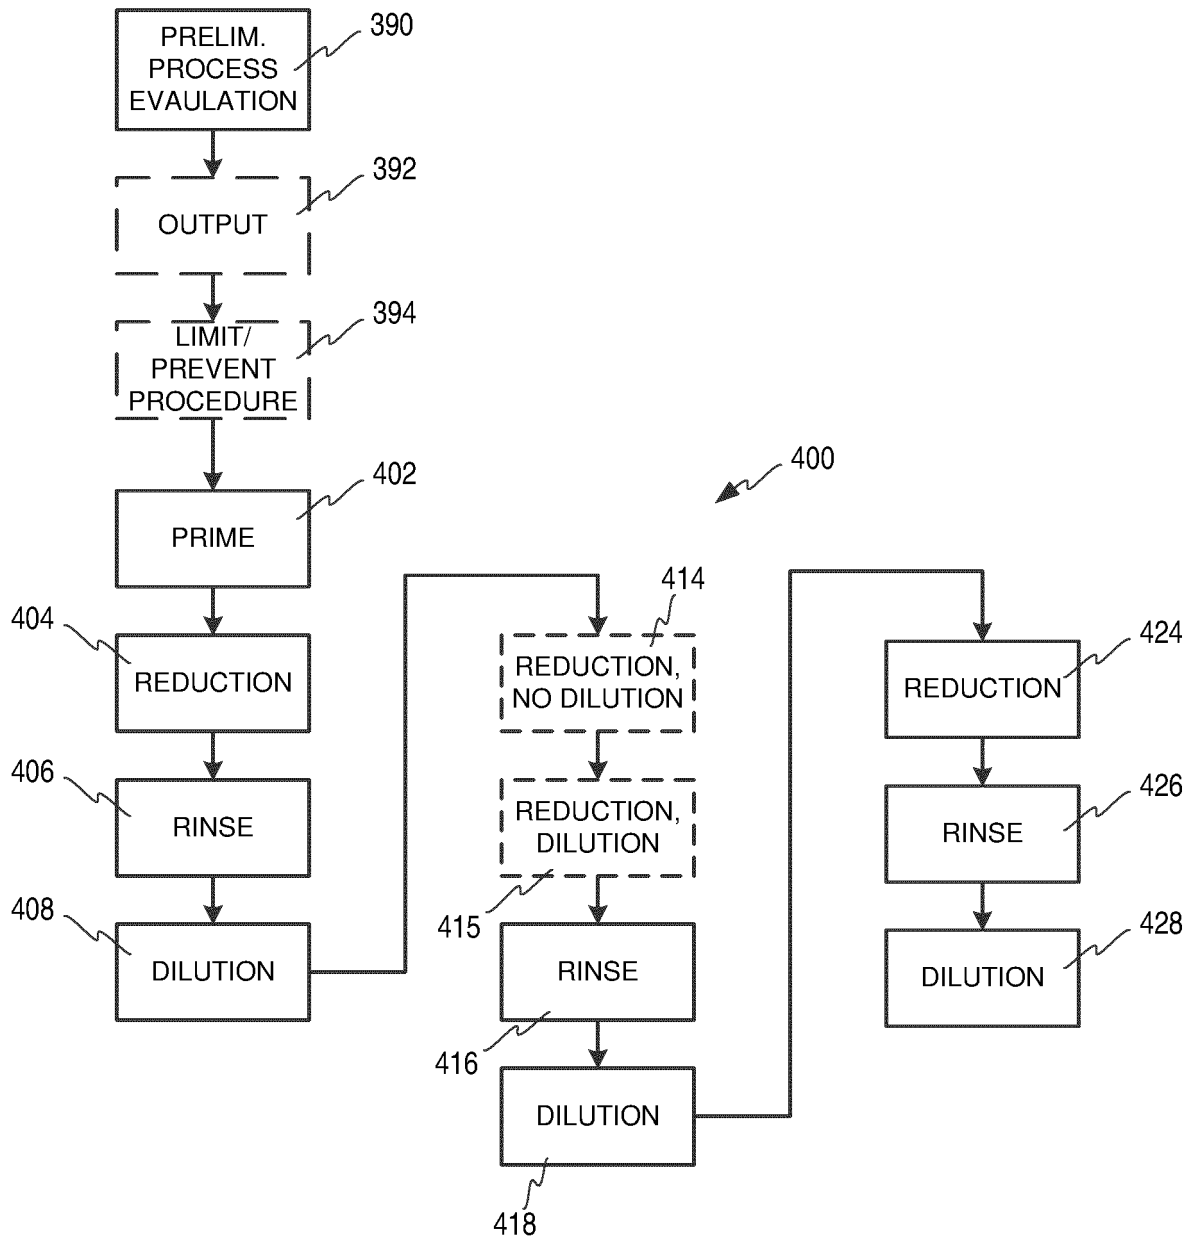 PRELIM.
PROCESS
EVAULATION
390
OUTPUT
392
LIMIT/
PREVENT
PROCEDURE
394
PRIME
402
400
404
REDUCTION
406
RINSE
408
DILUTION
414
REDUCTION,
NO DILUTION
REDUCTION,
DILUTION
415
RINSE
416
DILUTION
418
REDUCTION
424
RINSE
426
DILUTION
428